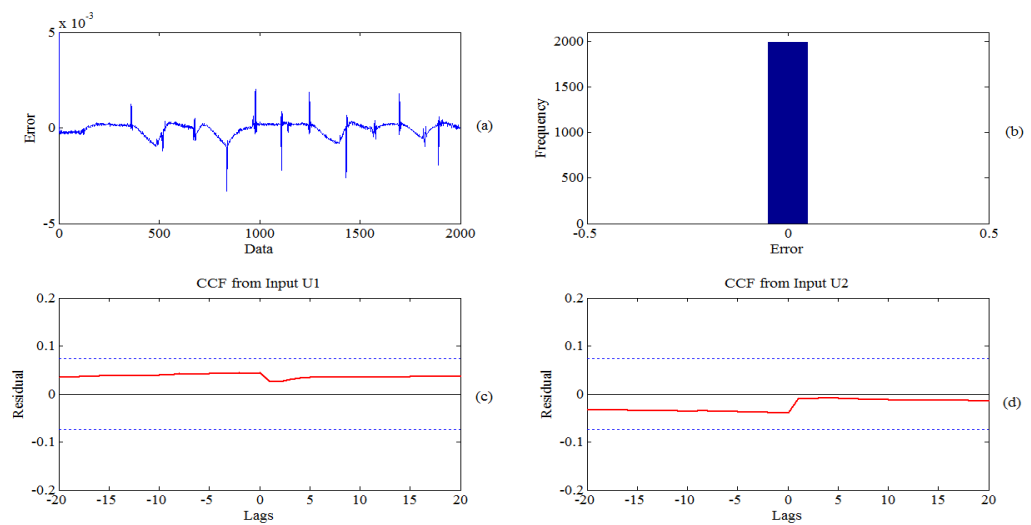 x 10-3
5
0
-5
Error
0 500 1000 1500 2000
Data
(a)
2000
1500
1000
500
0
Frequency
-0.5 0 0.5
Error
(b)
CCF from Input U1
0.2
0.1
0
-0.1
-0.2
Residual
-20 -15 -10 -5 0 5 10 15 20
Lags
(c)
CCF from Input U2
0.2
0.1
0
-0.1
-0.2
Residual
-20 -15 -10 -5 0 5 10 15 20
Lags
(d)